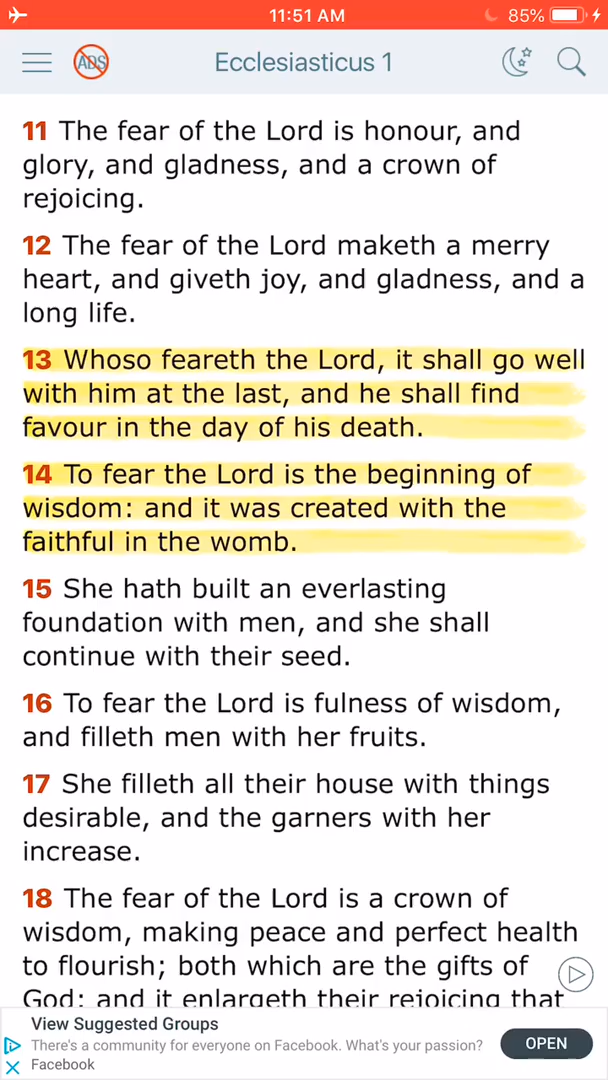 11:51 AM
85%
ADS
Ecclesiasticus 1
11 The fear of the Lord is honour, and
glory, and gladness, and a crown of
rejoicing.
12 The fear of the Lord maketh a merry
heart, and giveth joy, and gladness, and a
long life.
13 Whoso feareth the Lord, it shall go well
with him at the last, and he shall find
favour in the day of his death.
14 To fear the Lord is the beginning of
wisdom: and it was created with the
faithful in the womb.
15 She hath built an everlasting
foundation with men, and she shall
continue with their seed.
16 To fear the Lord is fulness of wisdom,
and filleth men with her fruits.
17 She filleth all their house with things
desirable, and the garners with her
increase.
18 The fear of the Lord is a crown of
wisdom, making peace and perfect health
to flourish; both which are the gifts of
God: and it enlargeth their rejoicing that
View Suggested Groups
There's a community for everyone on Facebook. What's your passion?
Facebook
OPEN